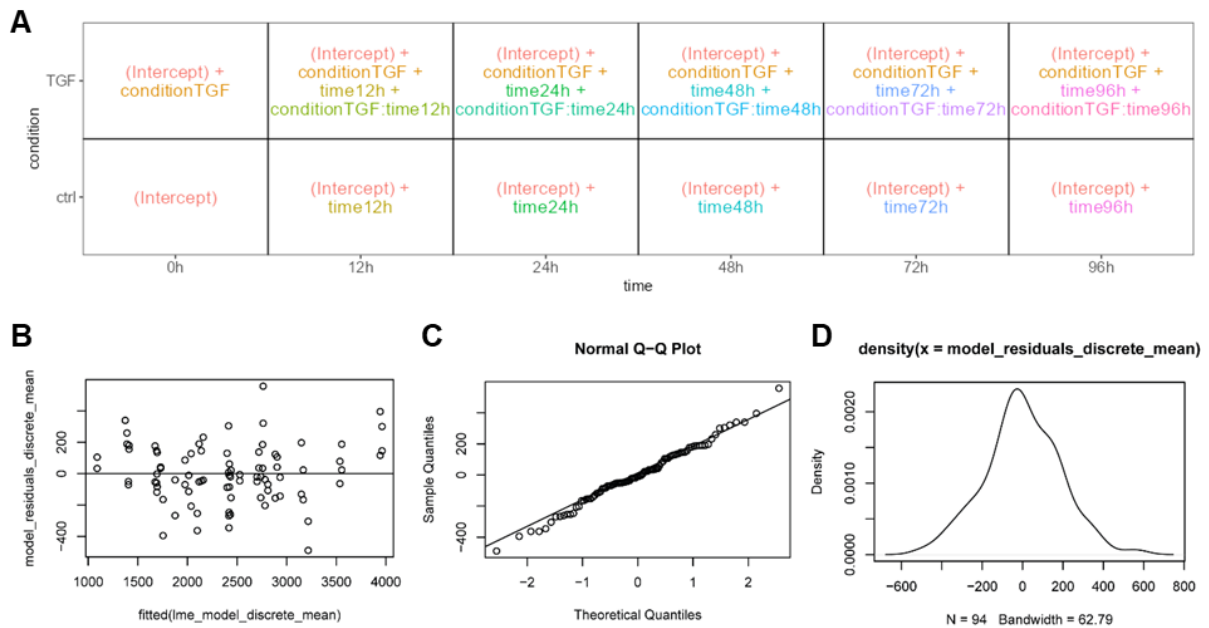 A
condition
TGF
(Intercept) +
conditionTGF
(Intercept) +
conditionTGF +
time12h +
conditionTGF:time12h
(Intercept) +
conditionTGF +
time24h +
conditionTGF:time24h
(Intercept) +
conditionTGF +
time48h +
conditionTGF:time48h
(Intercept) +
conditionTGF +
time72h +
conditionTGF:time72h
(Intercept) +
conditionTGF +
time96h +
conditionTGF:time96h
ctrl
(Intercept)
(Intercept) +
time12h
(Intercept) +
time24h
(Intercept) +
time48h
(Intercept) +
time72h
(Intercept) +
time96h
0h 12h 24h 48h 72h 96h
time
B
model_residuals_discrete_mean
200
0
-400
1000 1500 2000 2500 3000 3500 4000
fitted(lme_model_discrete_mean)
C
Normal Q-Q Plot
Sample Quantiles
200
0
-400
-2 -1 0 1 2
Theoretical Quantiles
D
density(x = model_residuals_discrete_mean)
Density
0.0020
0.0010
0.0000
-600 -200 0 200 400 600 800
N = 94 Bandwidth = 62.79